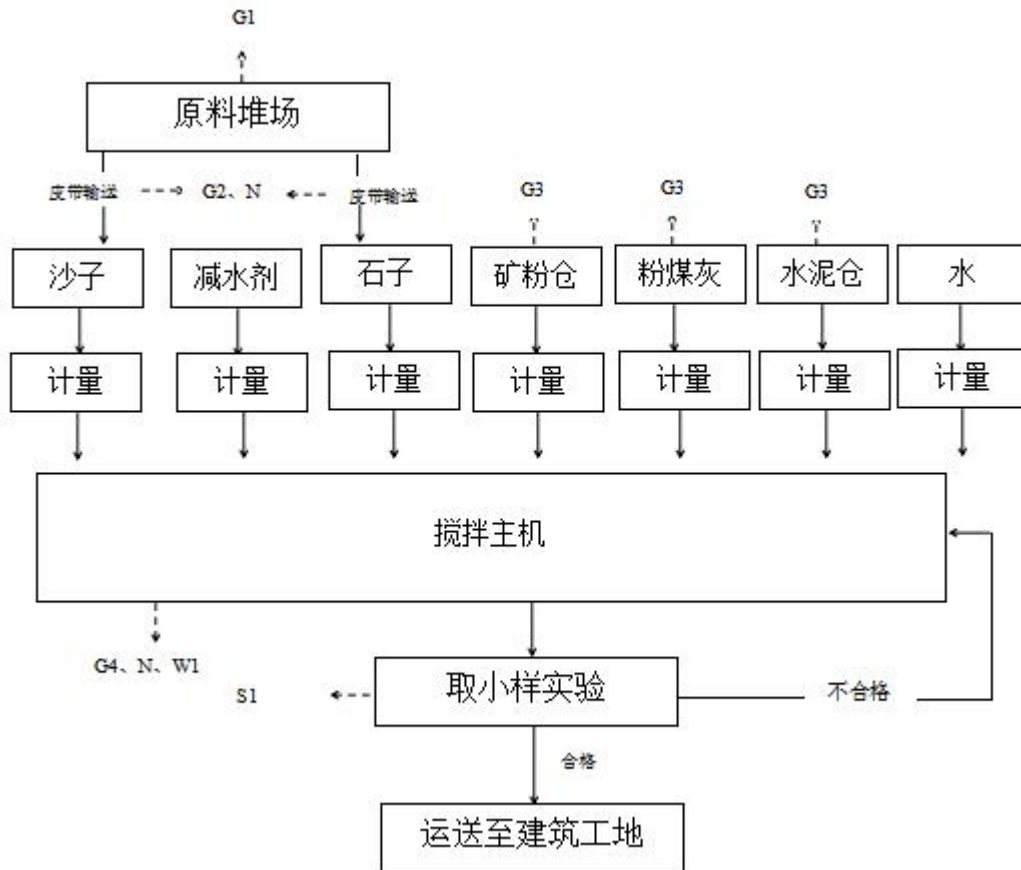 G1
原料堆场
皮带输送 G2、N 皮带输送 G3 G3 G3
沙子 减水剂 石子 矿粉仓 粉煤灰 水泥仓 水
计量 计量 计量 计量 计量 计量 计量
搅拌主机
G4、N、W1
S1 取小样实验 不合格
合格
运送至建筑工地